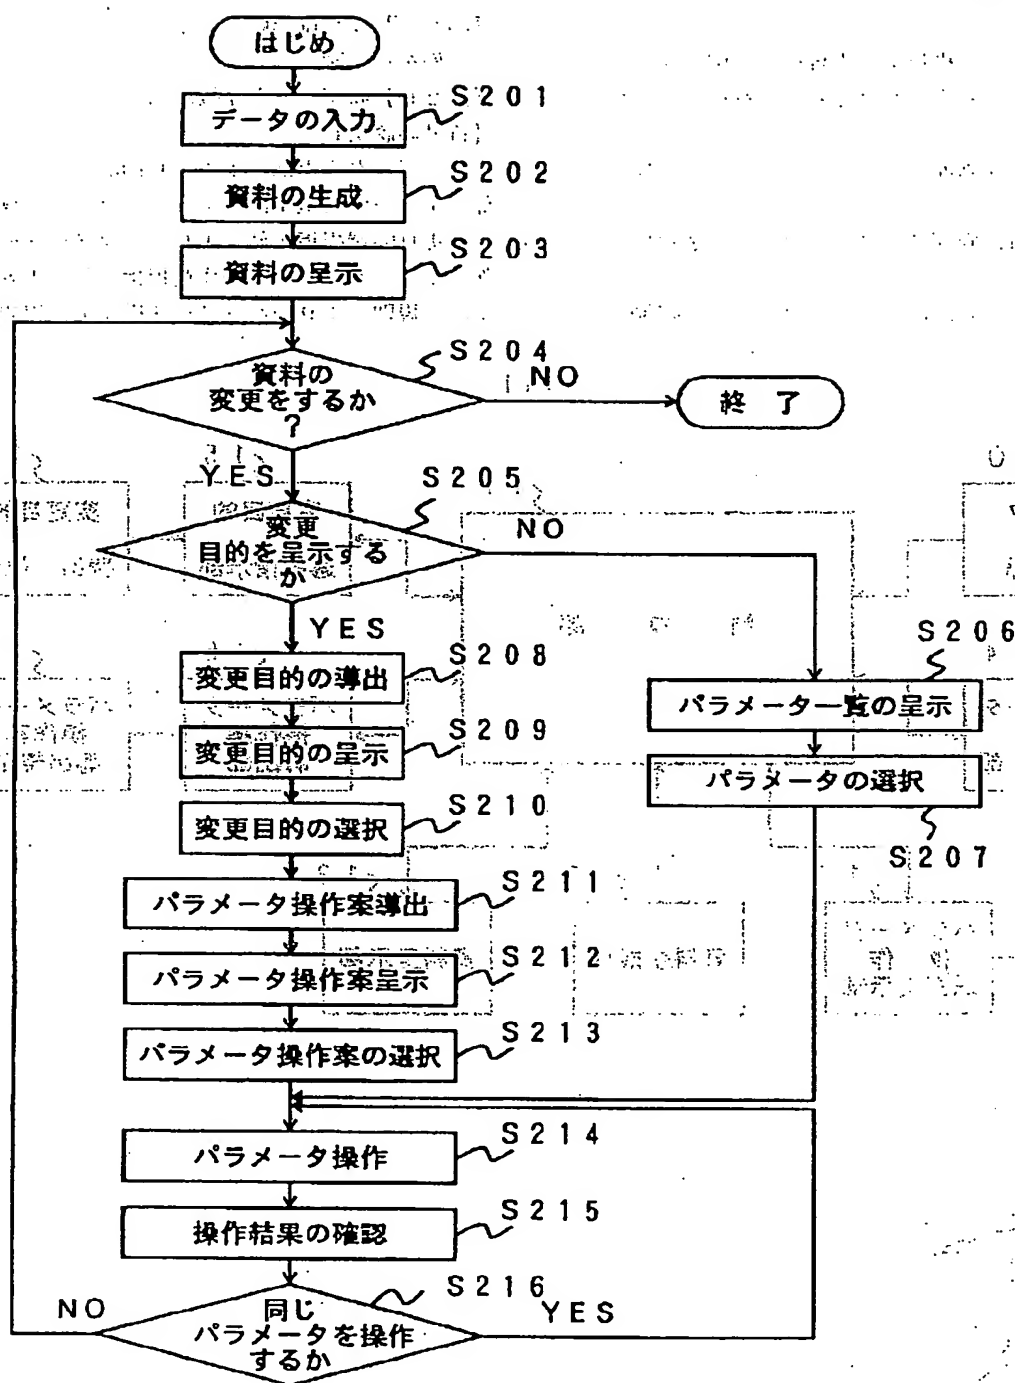 はじめ
S201
データの入力
S202
資料の生成
S203
資料の呈示
S204
資料の
変更をするか
?
NO
終 了
YES
S205
変更
目的を呈示する
か
NO
YES
S206
パラメータ一覧の呈示
パラメータの選択
S207
S208
変更目的の導出
S209
変更目的の呈示
S210
変更目的の選択
S211
パラメータ操作案導出
S212
パラメータ操作案呈示
S213
パラメータ操作案の選択
S214
パラメータ操作
S215
操作結果の確認
S216
同じ
パラメータを操作
するか
NO
YES